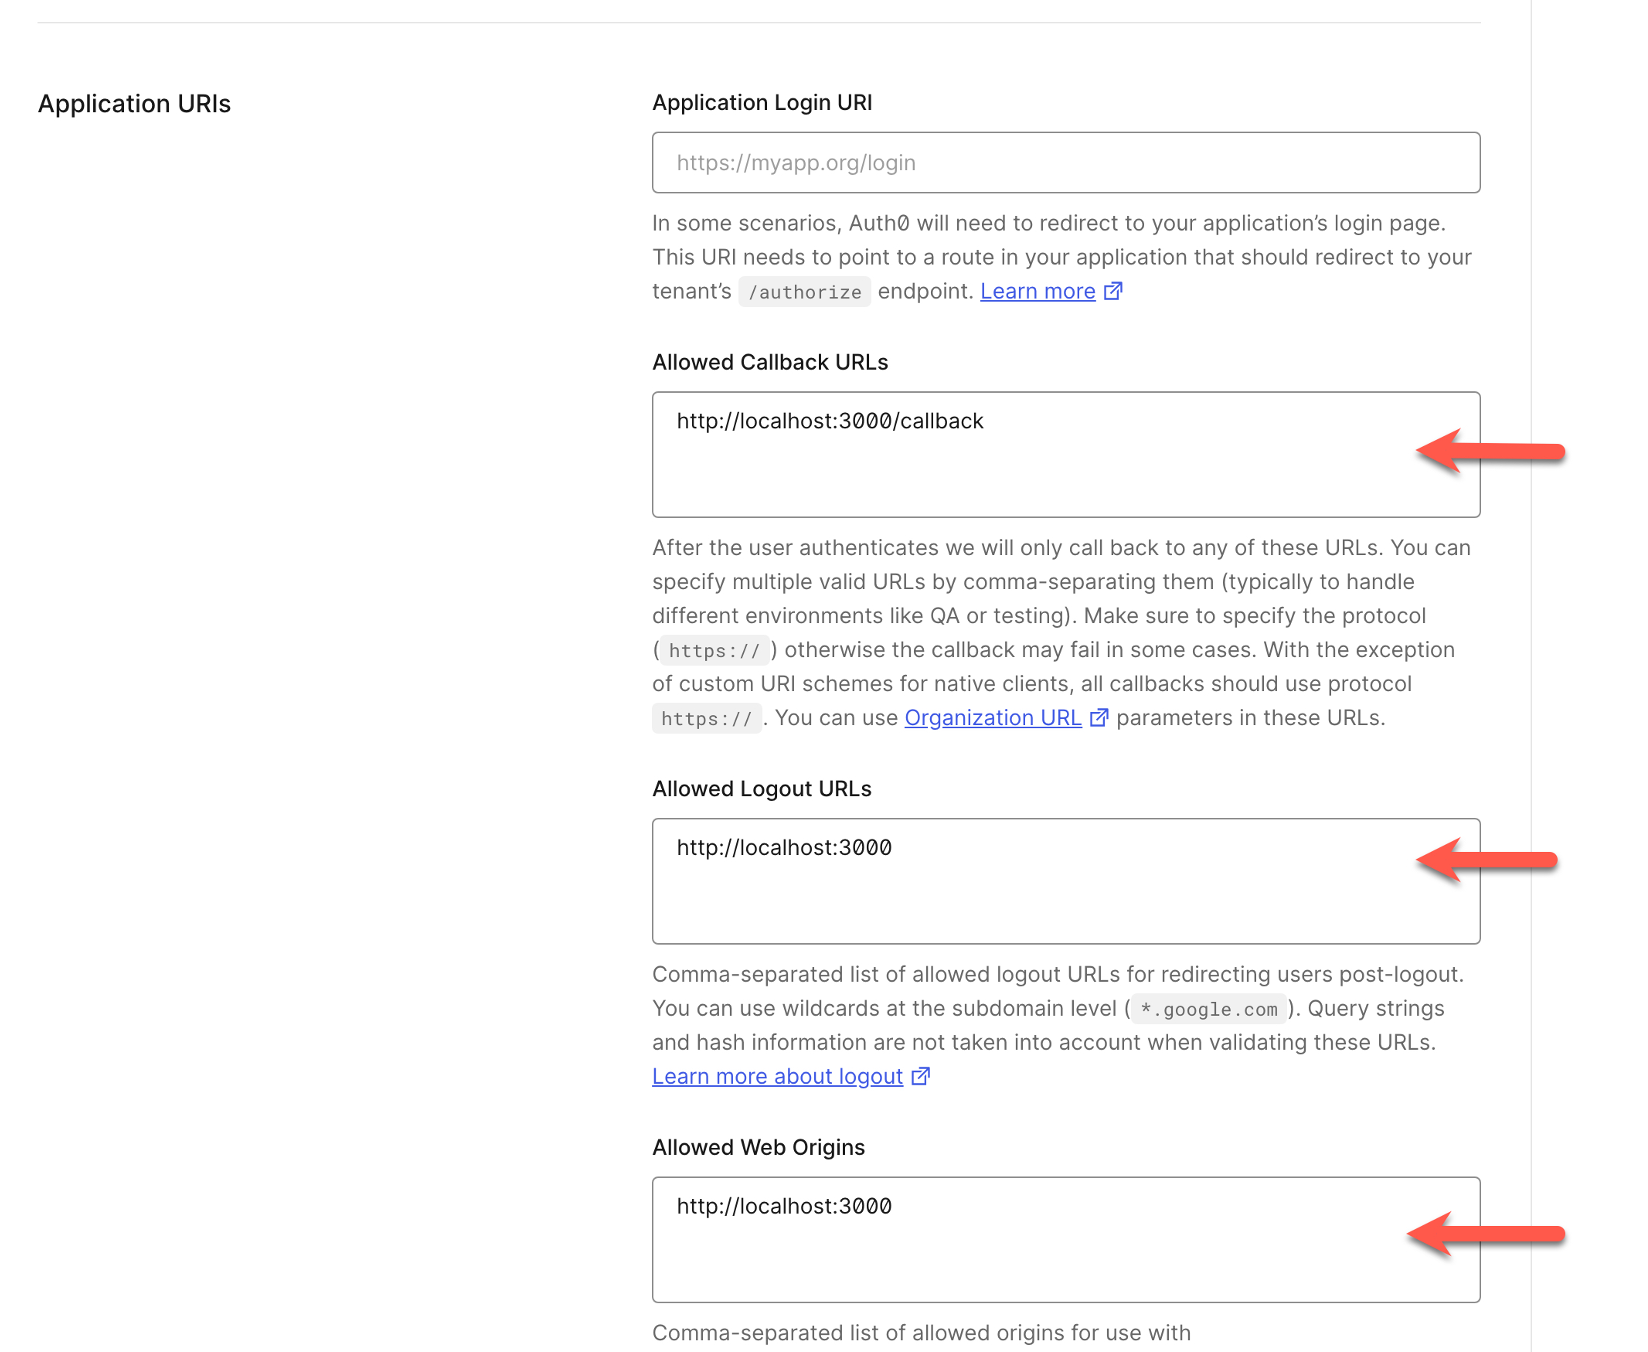 Application URIs
Application Login URI
https://myapp.org/login
In some scenarios, Auth0 will need to redirect to your application’s login page.
This URI needs to point to a route in your application that should redirect to your
tenant’s /authorize endpoint. Learn more
Allowed Callback URLs
http://localhost:3000/callback
After the user authenticates we will only call back to any of these URLs. You can
specify multiple valid URLs by comma-separating them (typically to handle
different environments like QA or testing). Make sure to specify the protocol
( https:// ) otherwise the callback may fail in some cases. With the exception
of custom URI schemes for native clients, all callbacks should use protocol
https:// . You can use Organization URL parameters in these URLs.
Allowed Logout URLs
http://localhost:3000
Comma-separated list of allowed logout URLs for redirecting users post-logout.
You can use wildcards at the subdomain level ( *.google.com ). Query strings
and hash information are not taken into account when validating these URLs.
Learn more about logout
Allowed Web Origins
http://localhost:3000
Comma-separated list of allowed origins for use with